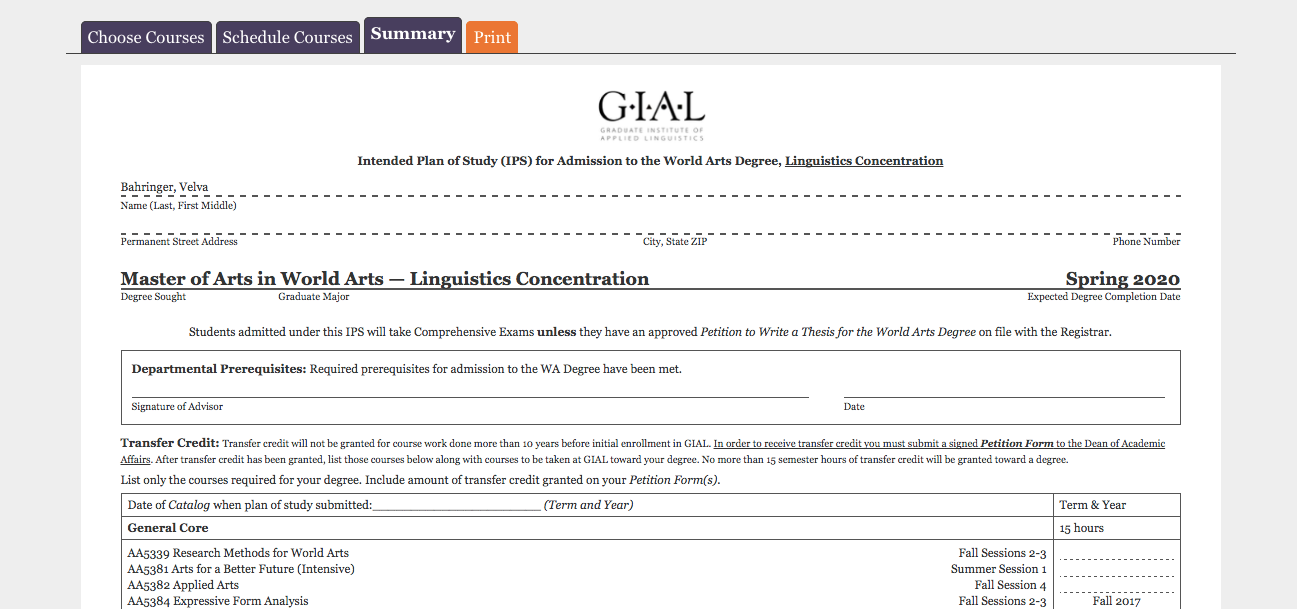 Choose Courses Schedule Courses Summary Print
G·I·A·L
GRADUATE INSTITUTE OF
APPLIED LINGUISTICS
Intended Plan of Study (IPS) for Admission to the World Arts Degree, Linguistics Concentration
Bahringer, Velva
Name (Last, First Middle)
Permanent Street Address City, State ZIP Phone Number
Master of Arts in World Arts — Linguistics Concentration Spring 2020
Degree Sought Graduate Major Expected Degree Completion Date
Students admitted under this IPS will take Comprehensive Exams unless they have an approved Petition to Write a Thesis for the World Arts Degree on file with the Registrar.
Departmental Prerequisites: Required prerequisites for admission to the WA Degree have been met.
Signature of Advisor Date
Transfer Credit: Transfer credit will not be granted for course work done more than 10 years before initial enrollment in GIAL. In order to receive transfer credit you must submit a signed Petition Form to the Dean of Academic
Affairs. After transfer credit has been granted, list those courses below along with courses to be taken at GIAL toward your degree. No more than 15 semester hours of transfer credit will be granted toward a degree.
List only the courses required for your degree. Include amount of transfer credit granted on your Petition Form(s).
Date of Catalog when plan of study submitted:__________________________ (Term and Year) Term & Year
General Core 15 hours
AA5339 Research Methods for World Arts Fall Sessions 2-3
AA5381 Arts for a Better Future (Intensive) Summer Session 1
AA5382 Applied Arts Fall Session 4
AA5384 Expressive Form Analysis Fall Sessions 2-3 Fall 2017